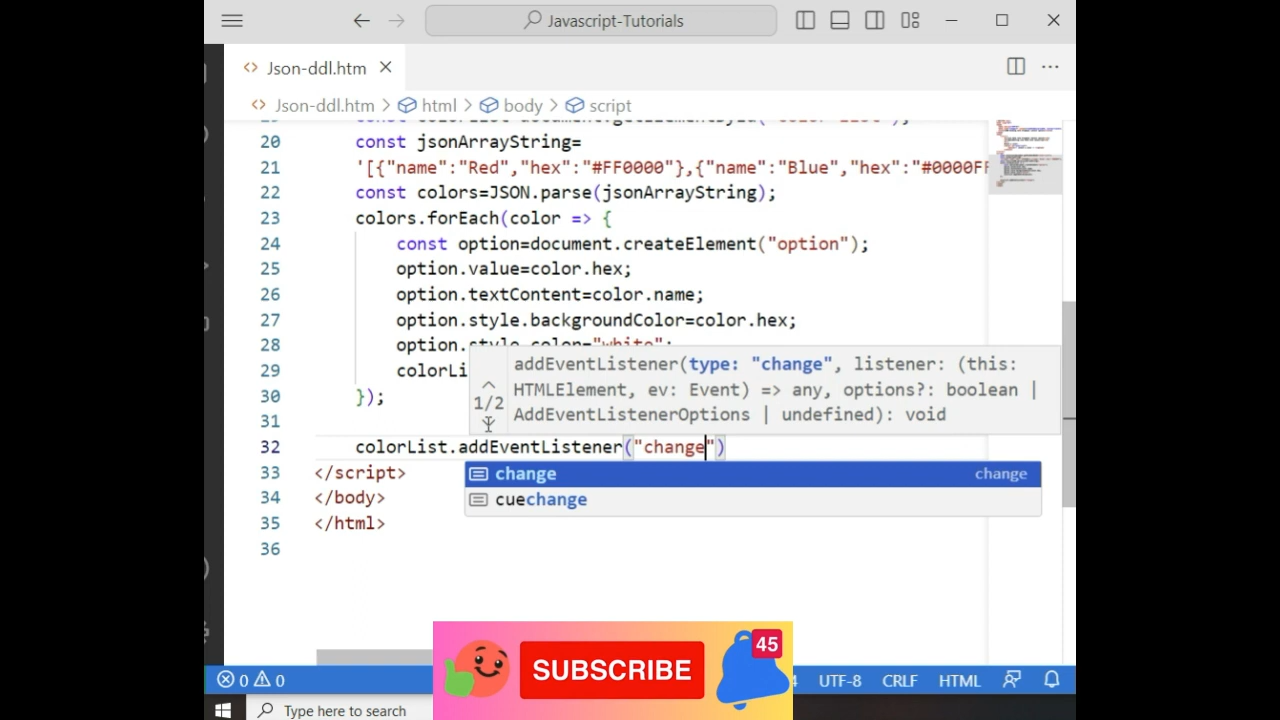 Javascript-Tutorials
Json-ddl.htm
Json-ddl.htm > html > body > script
20 const jsonArrayString=
21 '[{"name":"Red","hex":"#FF0000"},{"name":"Blue","hex":"#0000FF
22 const colors=JSON.parse(jsonArrayString);
23 colors.forEach(color => {
24 const option=document.createElement("option");
25 option.value=color.hex;
26 option.textContent=color.name;
27 option.style.backgroundColor=color.hex;
28 option.style.color="white";
29 colorLi
30 });
31
32 colorList.addEventListener("change")
33 </script>
34 </body>
35 </html>
36
addEventListener(type: "change", listener: (this:
HTMLElement, ev: Event) => any, options?: boolean |
1/2
AddEventListenerOptions | undefined): void
change change
cuechange
SUBSCRIBE
45
0 0 4 UTF-8 CRLF HTML
Type here to search